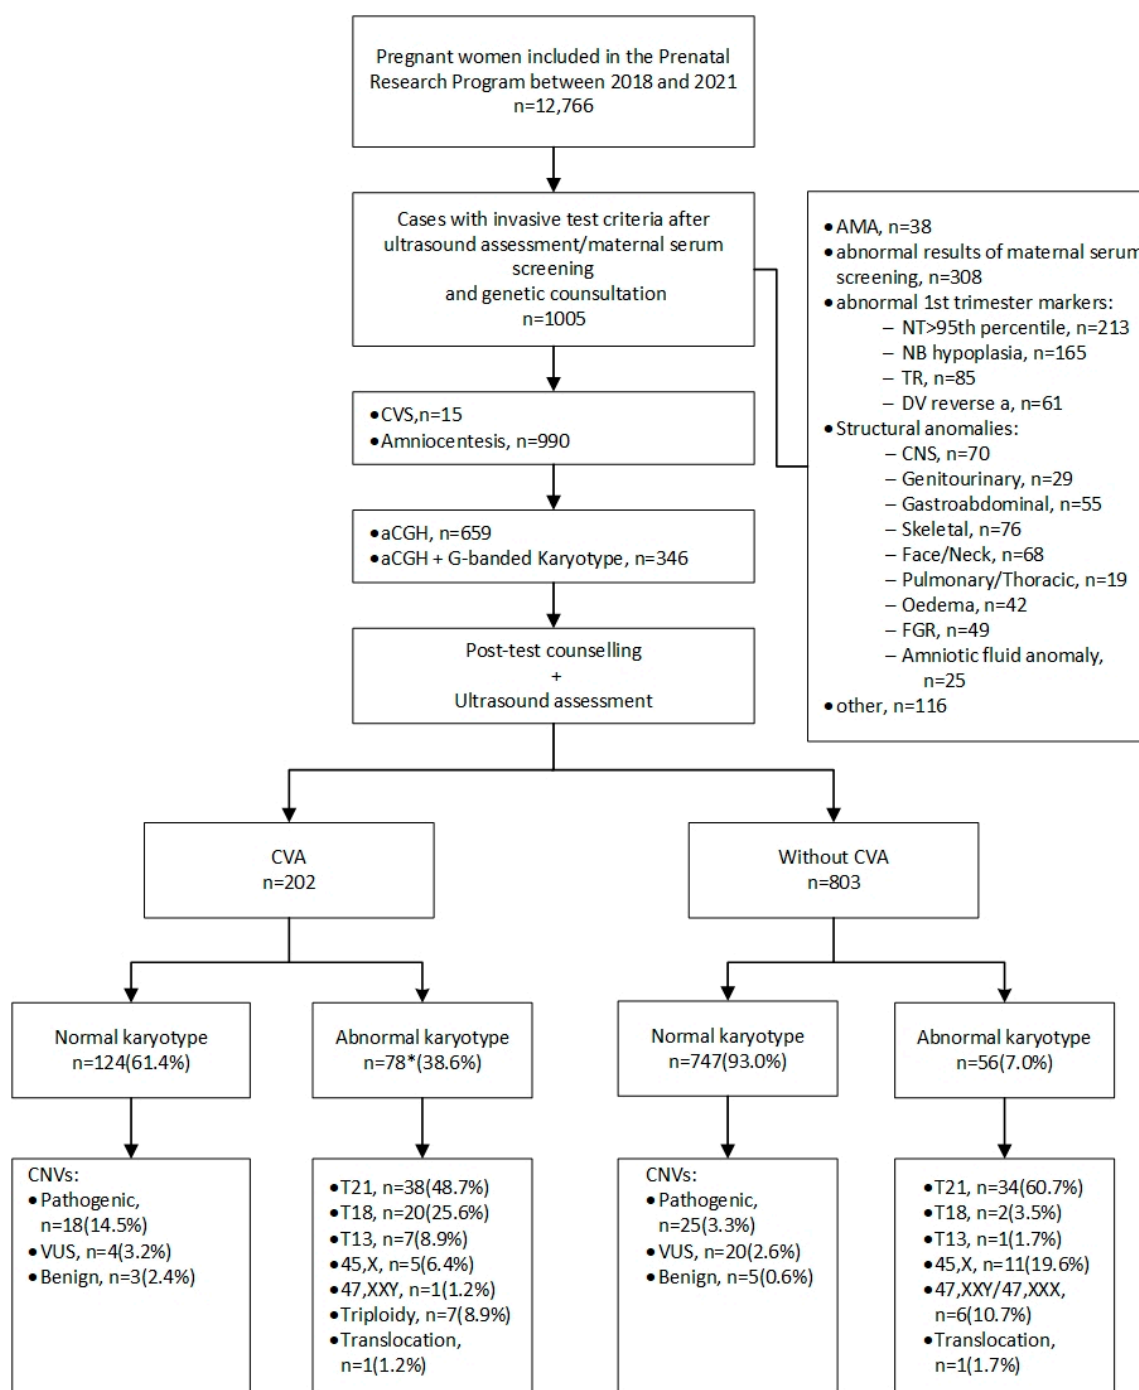 Pregnant women included in the Prenatal
Research Program between 2018 and 2021
n=12,766
Cases with invasive test criteria after
ultrasound assessment/maternal serum
screening
and genetic counsultation
n=1005
●AMA, n=38
●abnormal results of maternal serum
screening, n=308
●abnormal 1st trimester markers:
– NT>95th percentile, n=213
– NB hypoplasia, n=165
– TR, n=85
– DV reverse a, n=61
●Structural anomalies:
– CNS, n=70
– Genitourinary, n=29
– Gastroabdominal, n=55
– Skeletal, n=76
– Face/Neck, n=68
– Pulmonary/Thoracic, n=19
– Oedema, n=42
– FGR, n=49
– Amniotic fluid anomaly,
n=25
●other, n=116
●CVS,n=15
●Amniocentesis, n=990
●aCGH, n=659
●aCGH + G-banded Karyotype, n=346
Post-test counselling
+
Ultrasound assessment
CVA
n=202
Without CVA
n=803
Normal karyotype
n=124(61.4%)
Abnormal karyotype
n=78*(38.6%)
Normal karyotype
n=747(93.0%)
Abnormal karyotype
n=56(7.0%)
CNVs:
●Pathogenic,
n=18(14.5%)
●VUS, n=4(3.2%)
●Benign, n=3(2.4%)
●T21, n=38(48.7%)
●T18, n=20(25.6%)
●T13, n=7(8.9%)
●45,X, n=5(6.4%)
●47,XXY, n=1(1.2%)
●Triploidy, n=7(8.9%)
●Translocation,
n=1(1.2%)
CNVs:
●Pathogenic,
n=25(3.3%)
●VUS, n=20(2.6%)
●Benign, n=5(0.6%)
●T21, n=34(60.7%)
●T18, n=2(3.5%)
●T13, n=1(1.7%)
●45,X, n=11(19.6%)
●47,XXY/47,XXX,
n=6(10.7%)
●Translocation,
n=1(1.7%)